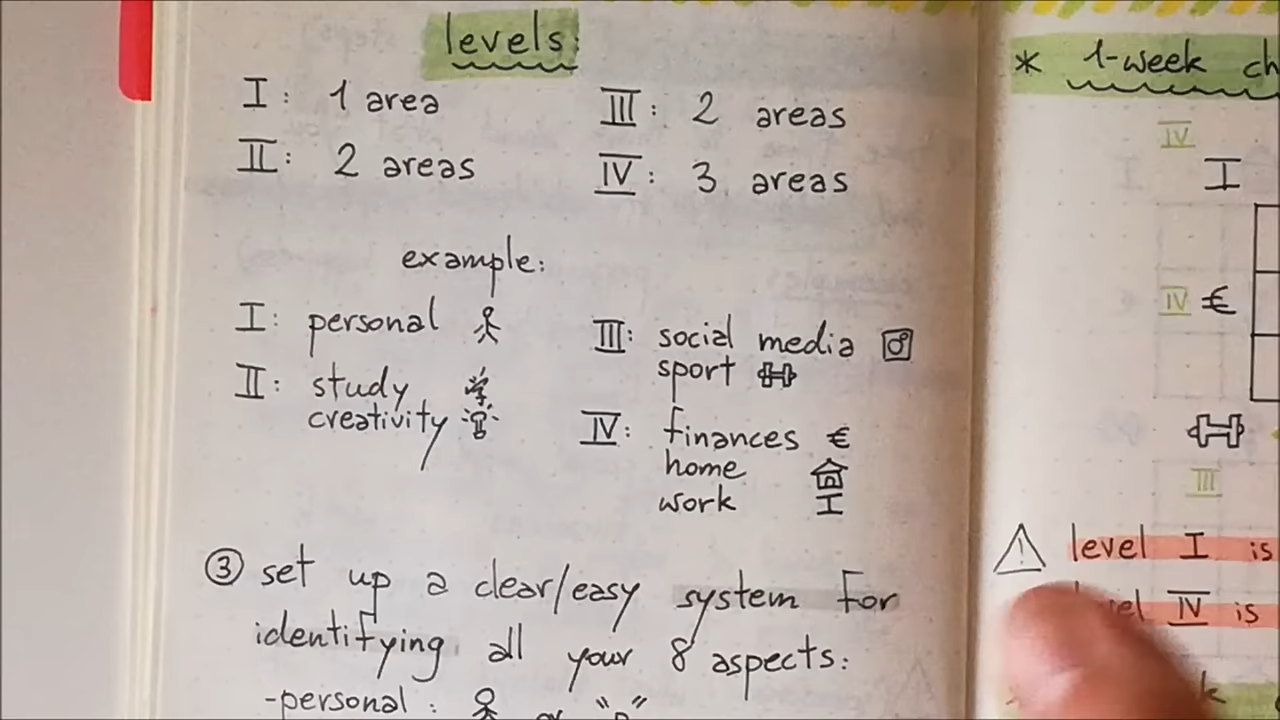 levels:
I: 1 area
II: 2 areas
III: 2 areas
IV: 3 areas
example:
I: personal
II: study
creativity
III: social media
sport
IV: finances €
home
work I
③ set up a clear/easy system for
identifying all your 8 aspects:
-personal: or "P"
* 1-week ch
IV
I
IV €
III
level I is
level IV is